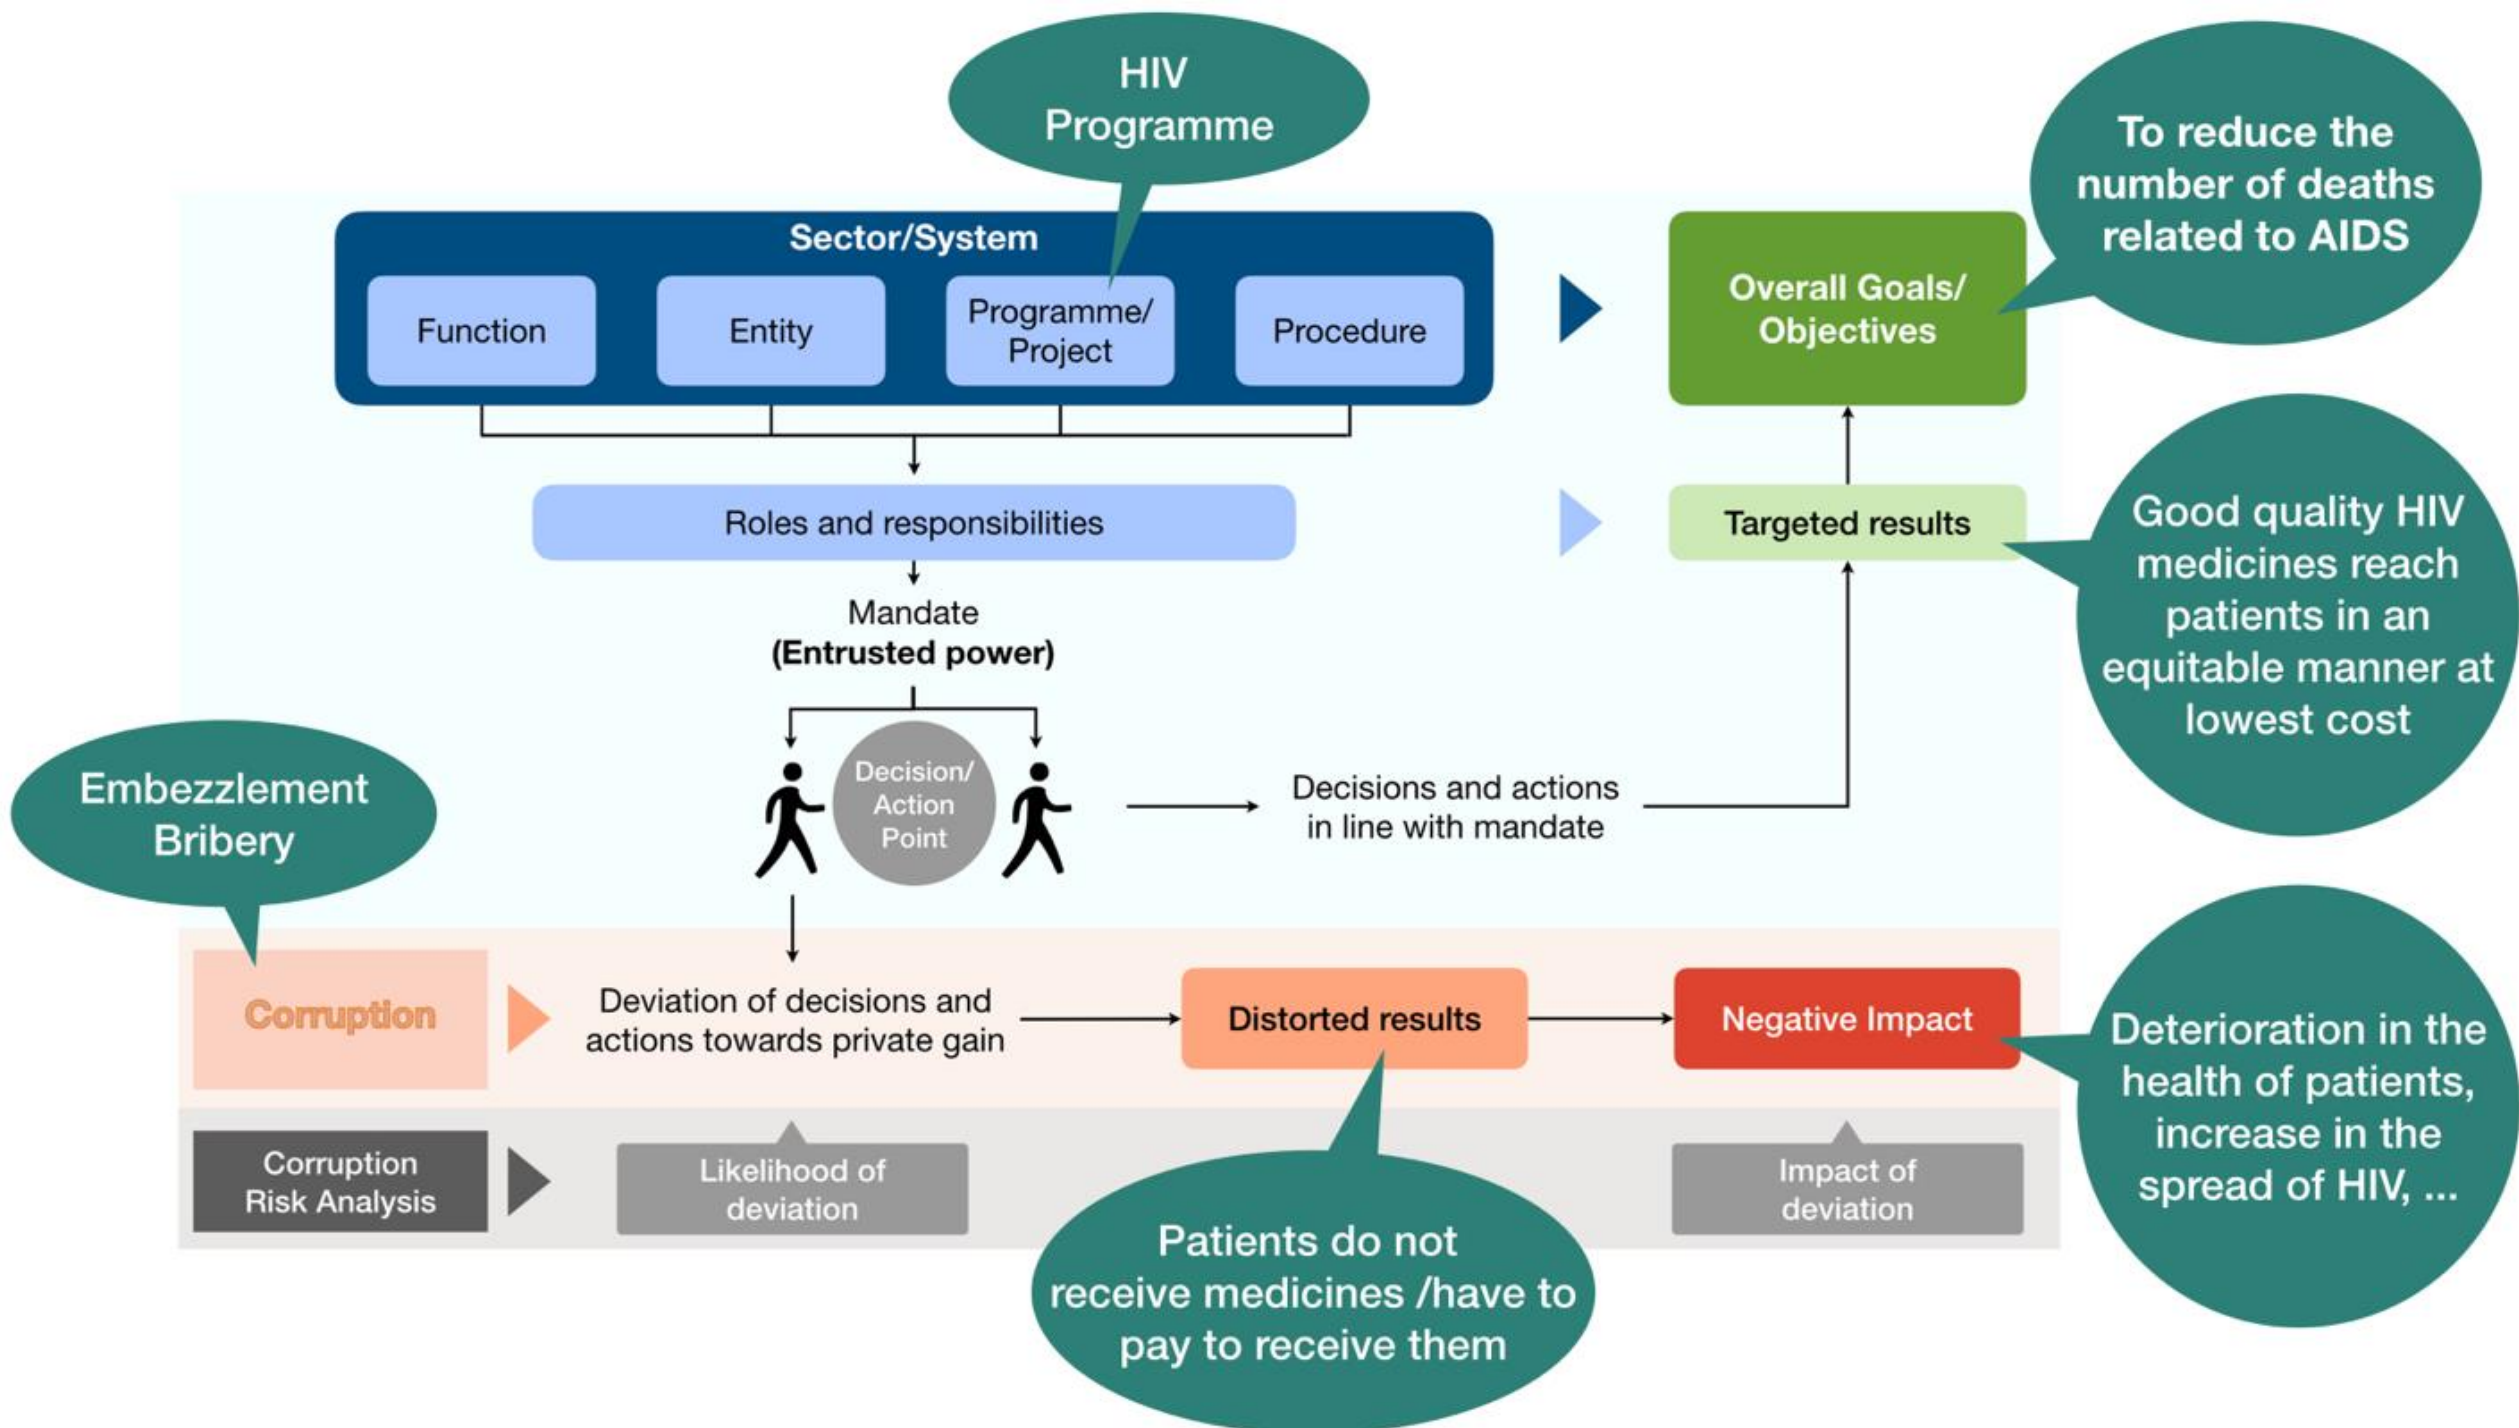 HIV
Programme
To reduce the
number of deaths
related to AIDS
Sector/System
Function
Entity
Programme/
Project
Procedure
Overall Goals/
Objectives
Roles and responsibilities
Targeted results
Good quality HIV
medicines reach
patients in an
equitable manner at
lowest cost
Mandate
(Entrusted power)
Embezzlement
Bribery
Decision/
Action
Point
Decisions and actions
in line with mandate
Corruption
Deviation of decisions and
actions towards private gain
Distorted results
Negative Impact
Deterioration in the
health of patients,
increase in the
spread of HIV, ...
Corruption
Risk Analysis
Likelihood of
deviation
Impact of
deviation
Patients do not
receive medicines /have to
pay to receive them